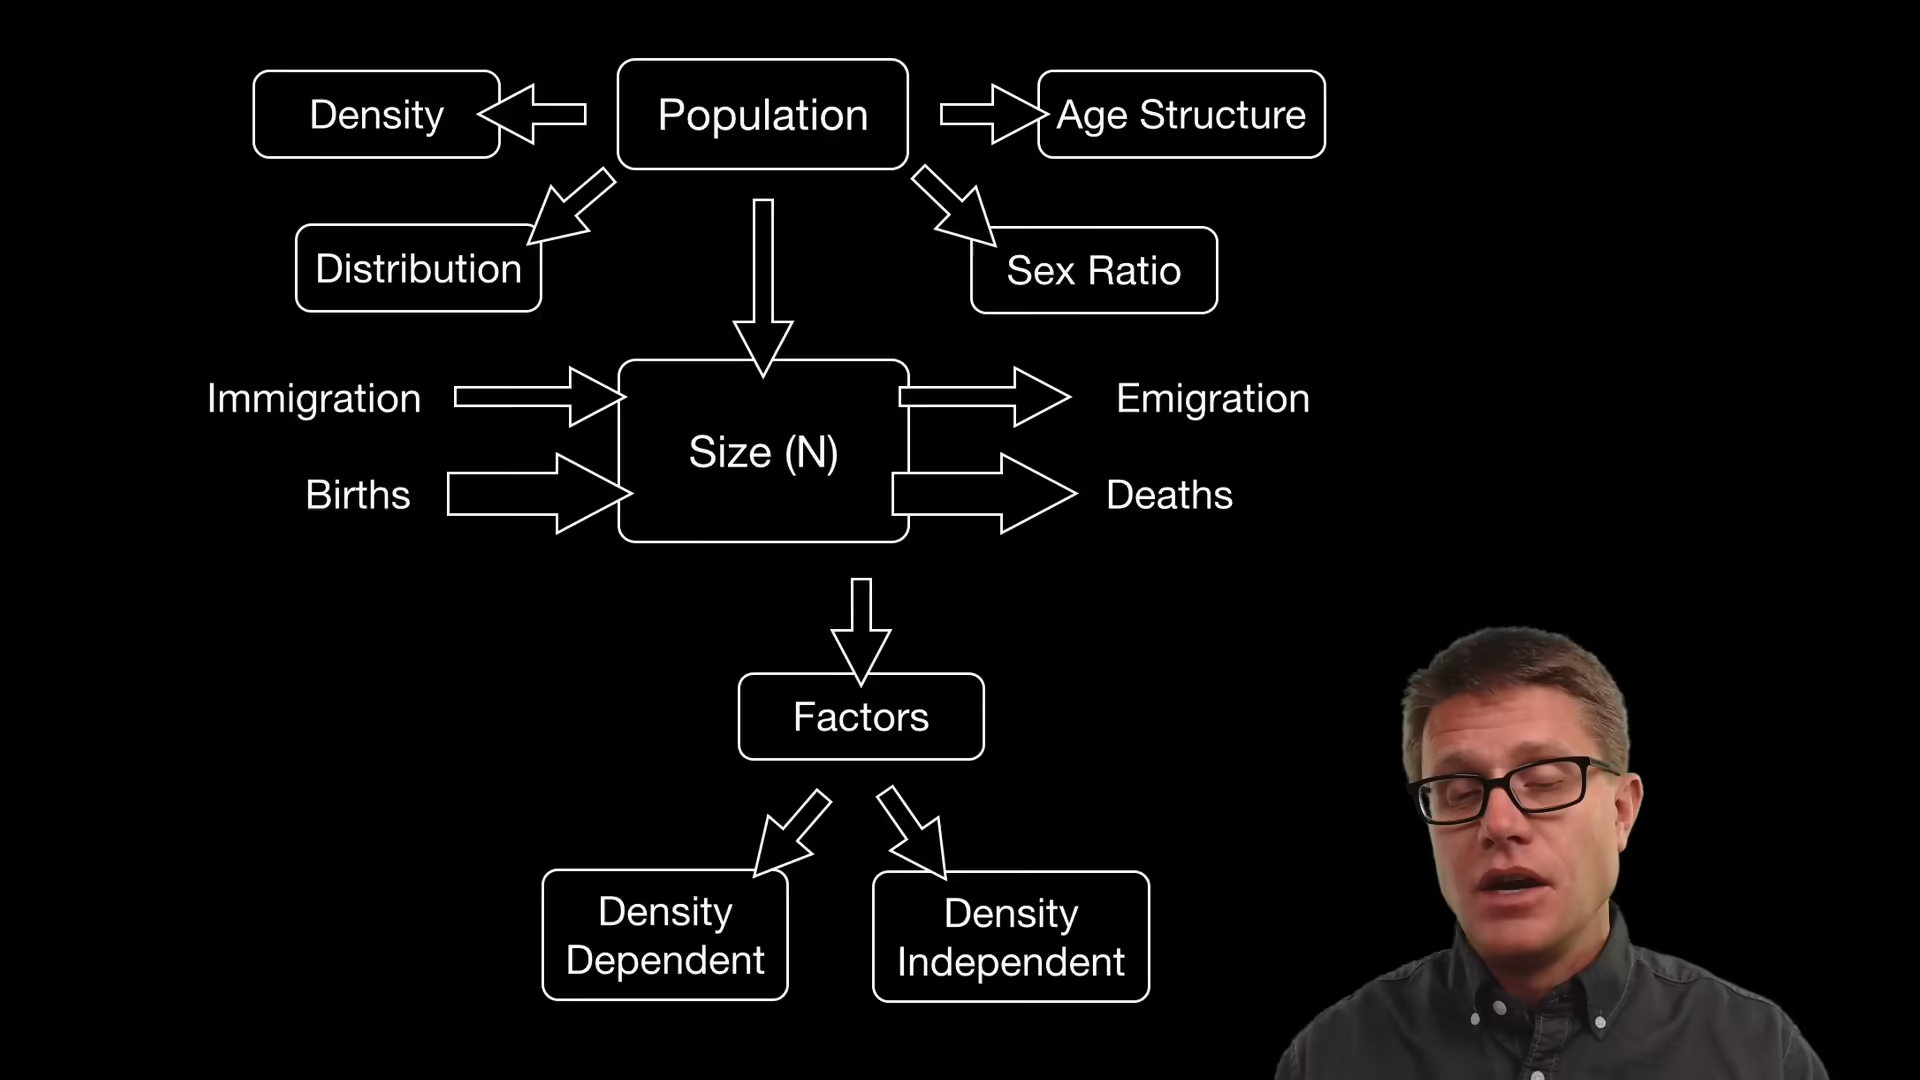 Density
Population
Age Structure
Distribution
Sex Ratio
Immigration
Emigration
Size (N)
Births
Deaths
Factors
Density
Dependent
Density
Independent